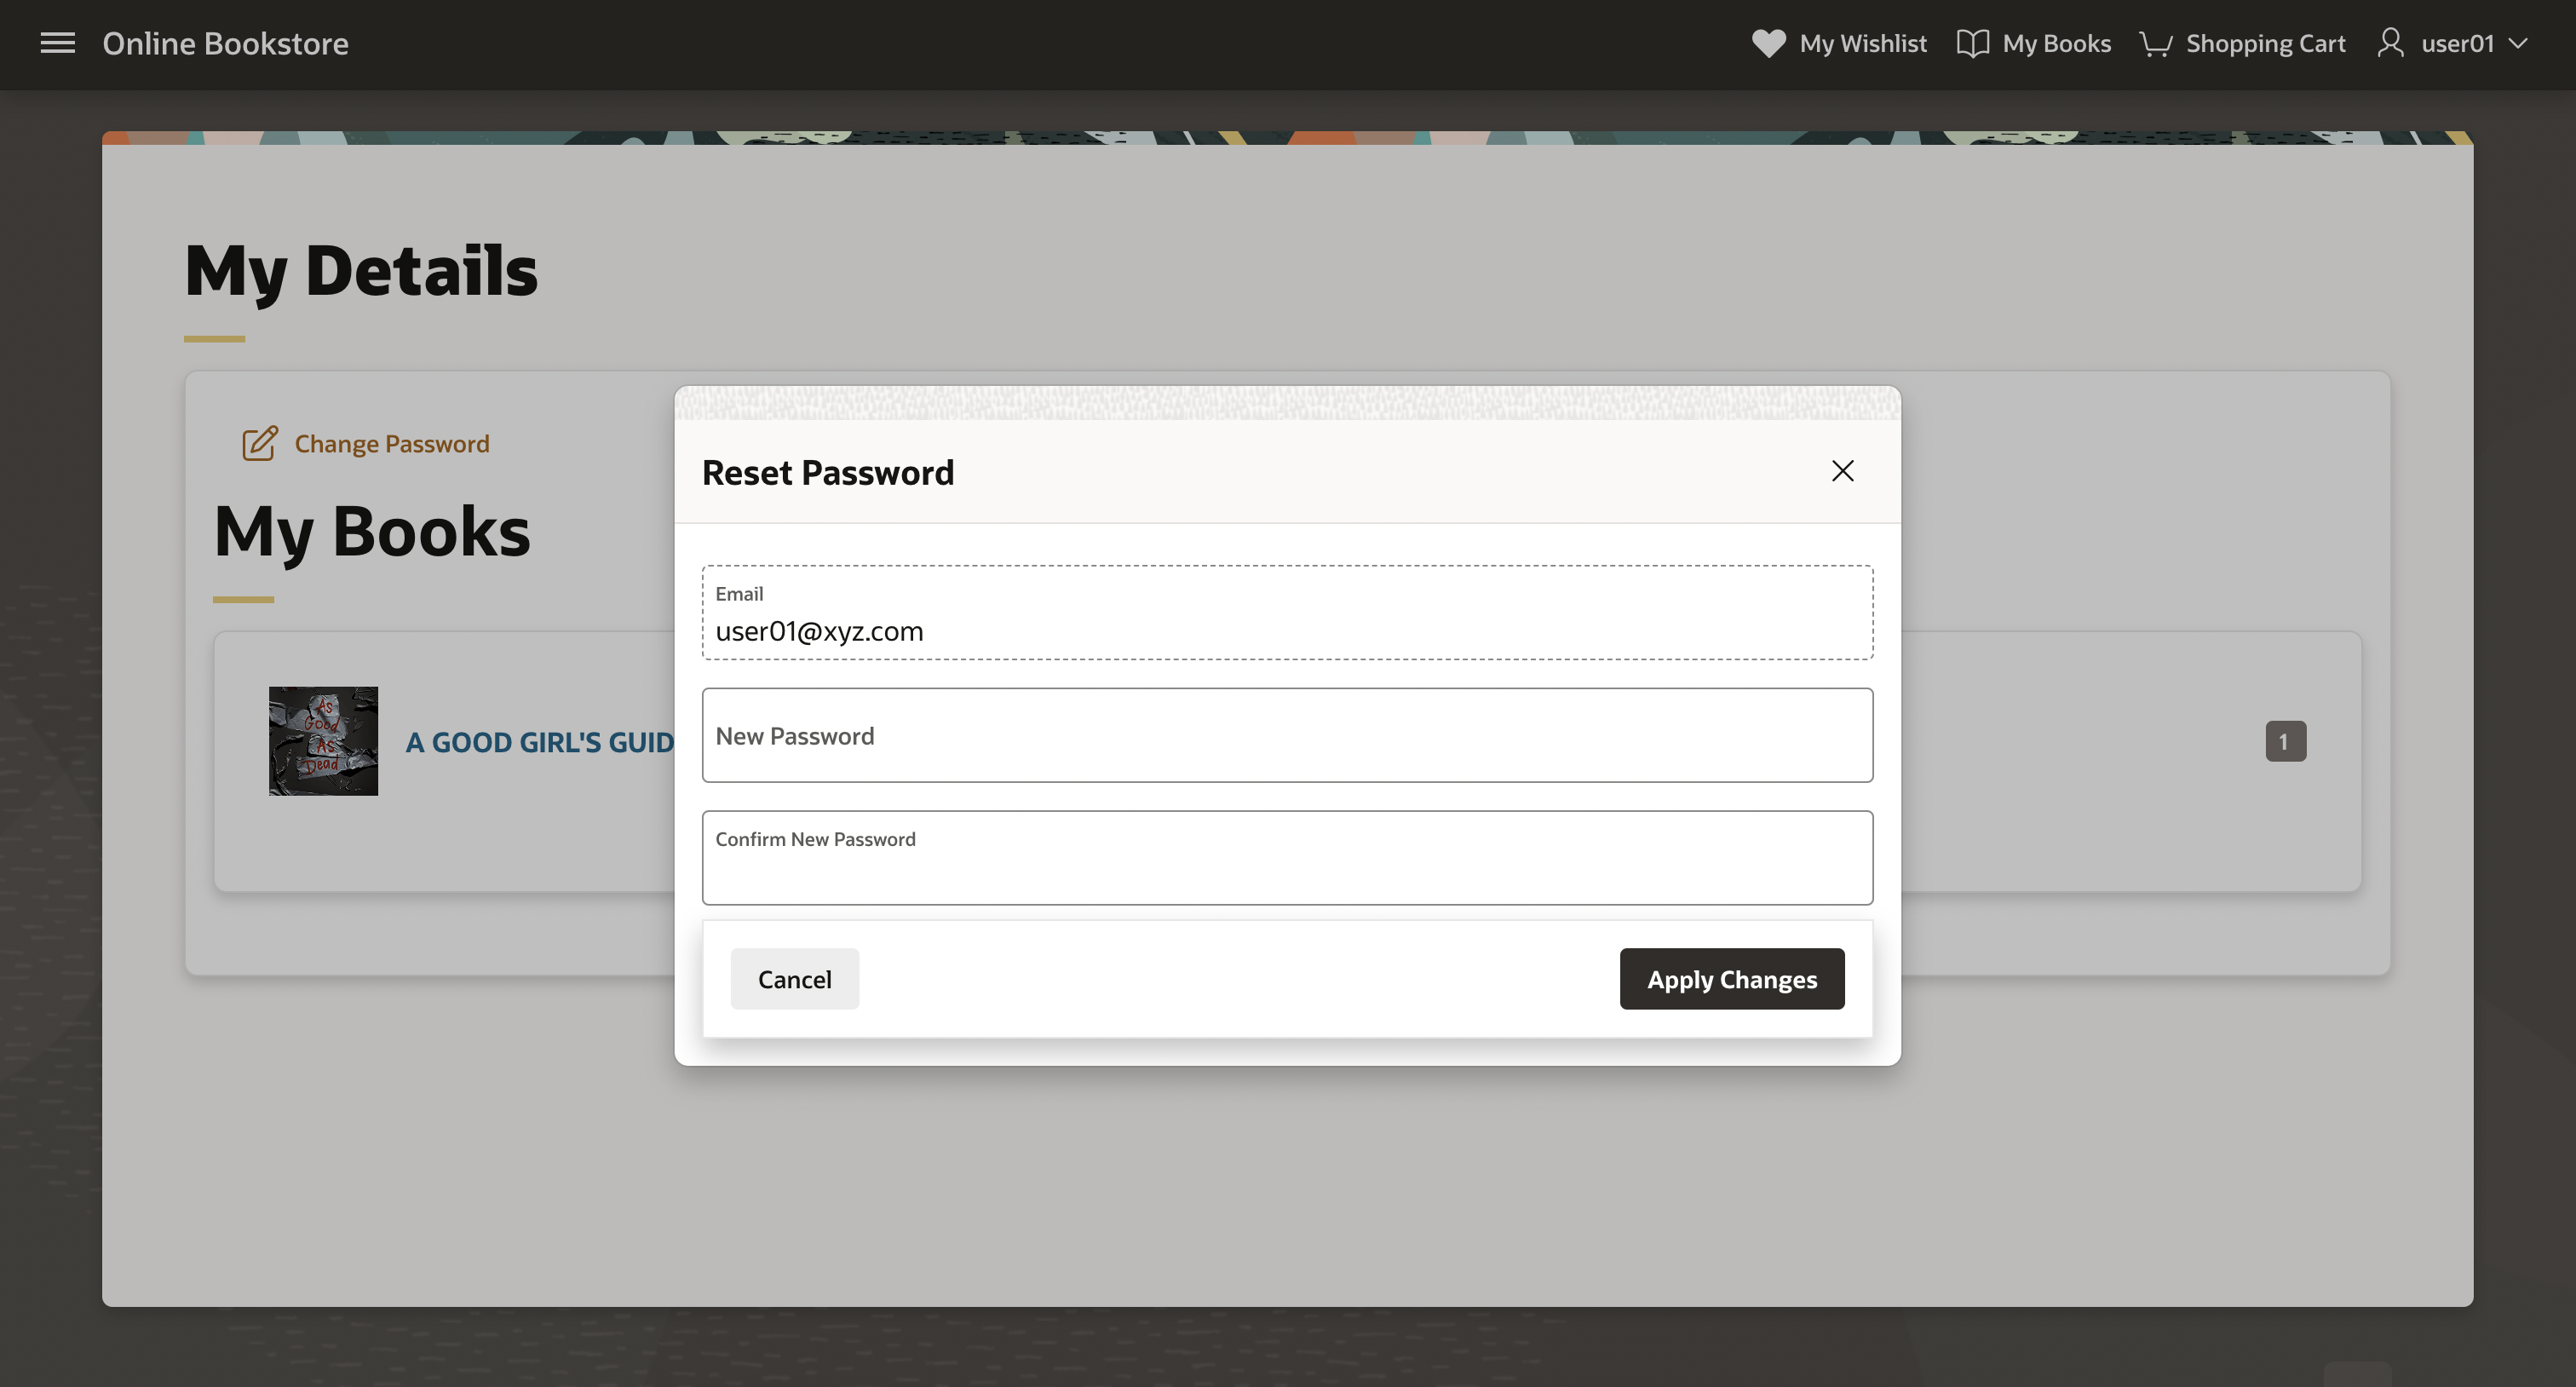 Online Bookstore
My Wishlist
My Books
Shopping Cart
user01
My Details
Change Password
My Books
As
Good
As
Dead
A GOOD GIRL'S GUID
1
Reset Password
Email
user01@xyz.com
New Password
Confirm New Password
Cancel
Apply Changes